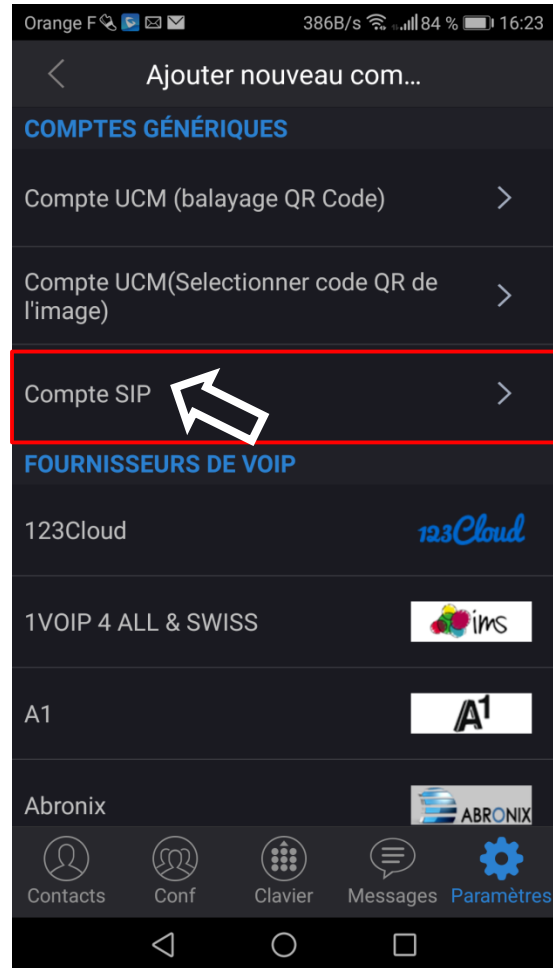 Orange F 386B/s 84 % 16:23
Ajouter nouveau com…
COMPTES GÉNÉRIQUES
Compte UCM (balayage QR Code)
Compte UCM(Selectionner code QR de
l'image)
Compte SIP
FOURNISSEURS DE VOIP
123Cloud 123Cloud
1VOIP 4 ALL & SWISS ims
A1 A1
Abronix ABRONIX
Contacts Conf Clavier Messages Paramètres